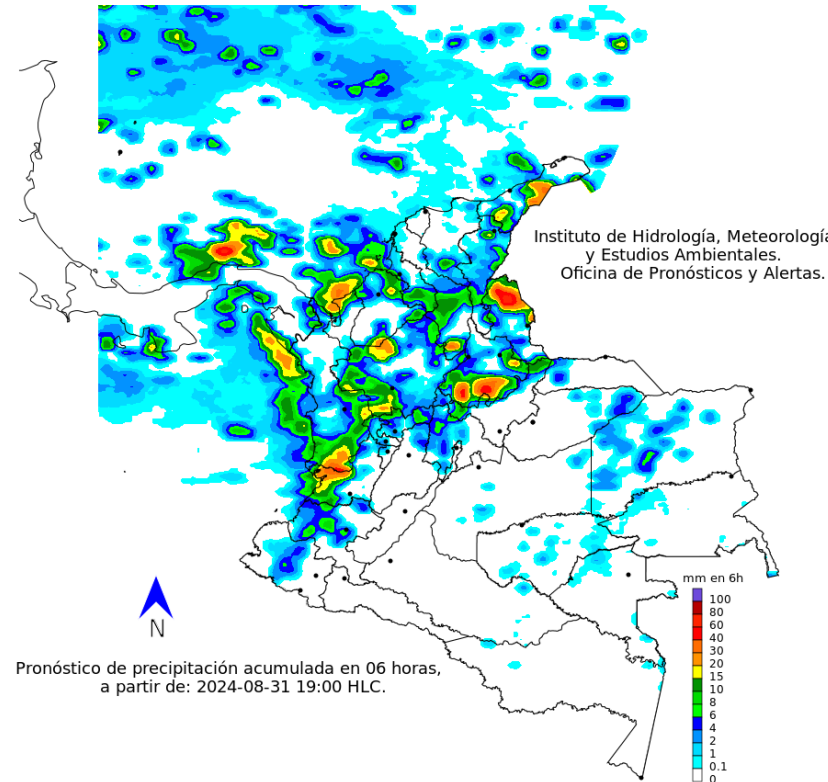 Instituto de Hidrología, Meteorología
y Estudios Ambientales.
Oficina de Pronósticos y Alertas.
mm en 6h
100
80
60
40
30
20
15
10
8
6
4
2
1
0.1
0
N
Pronóstico de precipitación acumulada en 06 horas,
a partir de: 2024-08-31 19:00 HLC.